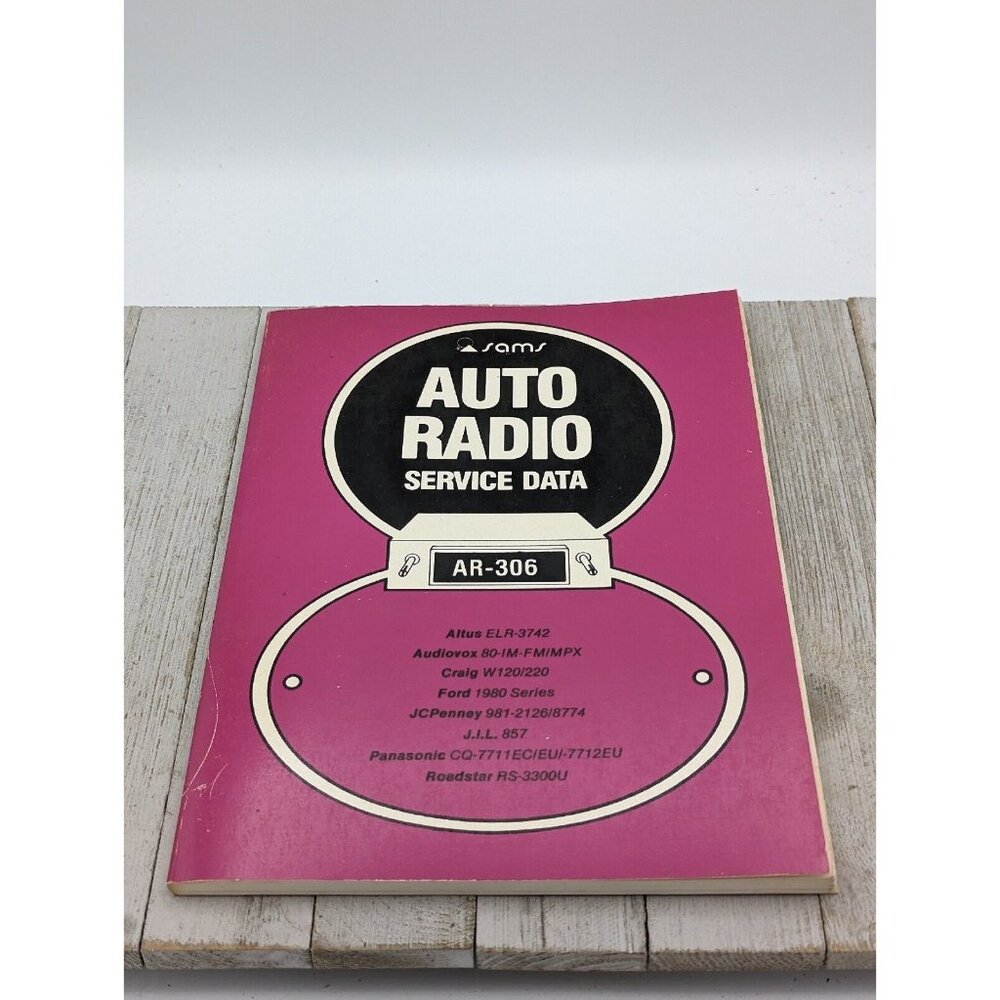 sams
AUTO
RADIO
SERVICE DATA
AR-306
Altus ELR-3742
Audiovox 80-IM-FM/MPX
Craig W120/220
Ford 1980 Series
JCPenney 981-2126/8774
J.I.L. 857
Panasonic CQ-7711EC/EU/-7712EU
Roadstar RS-3300U